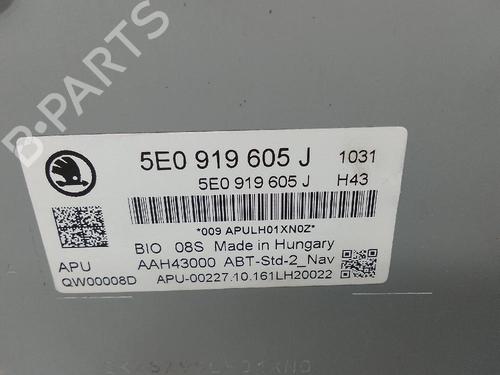 B-PARTS
5E0 919 605 J 1031
5E0 919 605 J H43
*009 APULH01XN0Z*
BIO 08S Made in Hungary
APU AAH43000 ABT-Std-2_Nav
QW00008D APU-00227.10.161LH20022